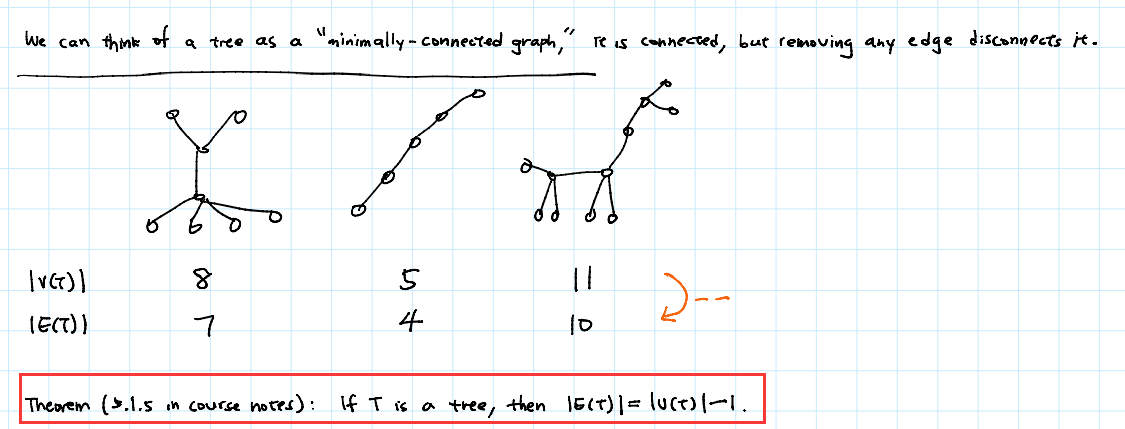 We can think of a tree as a "minimally-connected graph," it is connected, but removing any edge disconnects it.
|V(T)| 8 5 11
|E(T)| 7 4 10
Theorem (5.1.5 in course notes): If T is a tree, then |E(T)| = |V(T)| - 1.